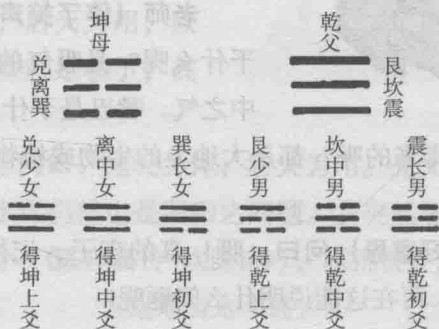 乾父
艮坎震
坤母
兑离巽
震长男
得乾初爻
坎中男
得乾中爻
艮少男
得乾上爻
巽长女
得坤初爻
离中女
得坤中爻
兑少女
得坤上爻